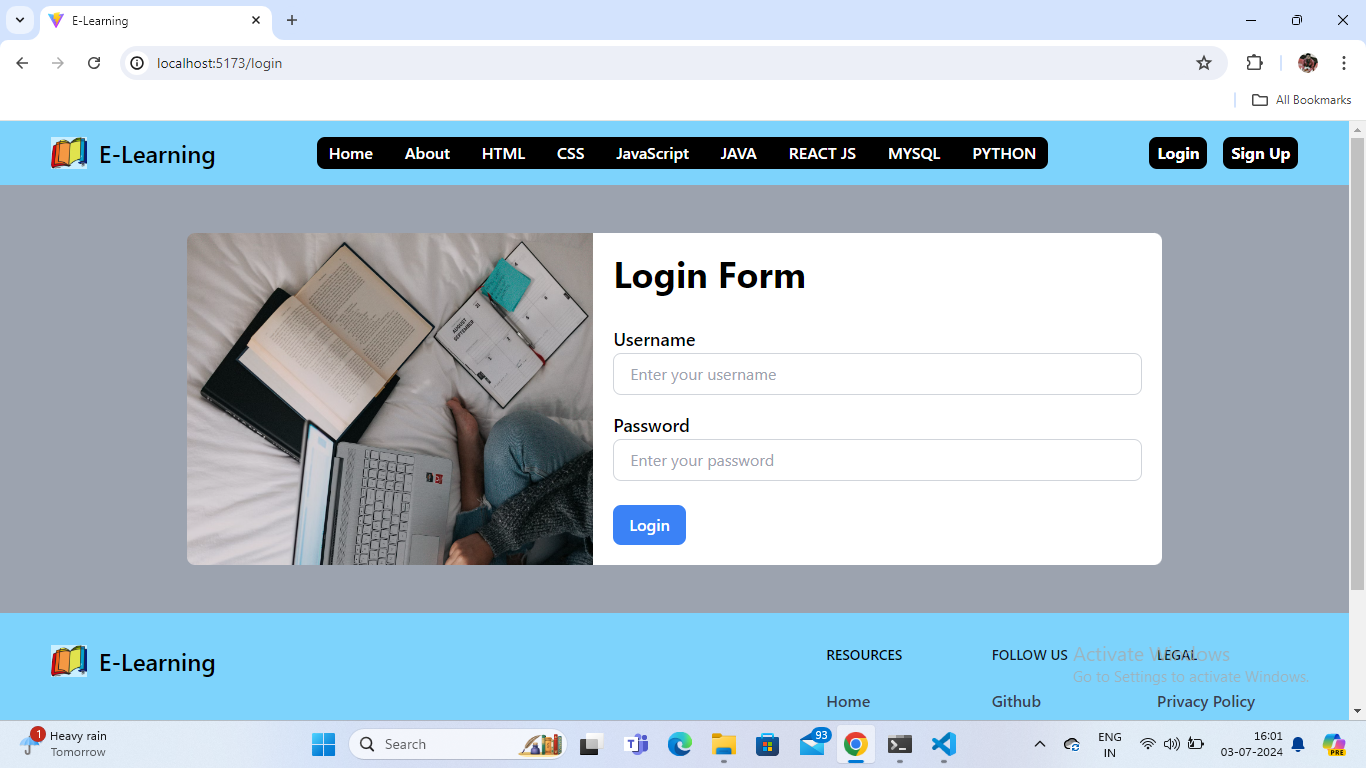 E-Learning
localhost:5173/login
All Bookmarks
E-Learning
Home About HTML CSS JavaScript JAVA REACT JS MYSQL PYTHON
Login Sign Up
AUGUST
SEPTEMBER
Login Form
Username
Enter your username
Password
Enter your password
Login
E-Learning
RESOURCES FOLLOW US LEGAL
Home Github Privacy Policy
Activate Windows
Go to Settings to activate Windows.
1
Heavy rain
Tomorrow
Search
93
PRE
ENG
IN
16:01
03-07-2024